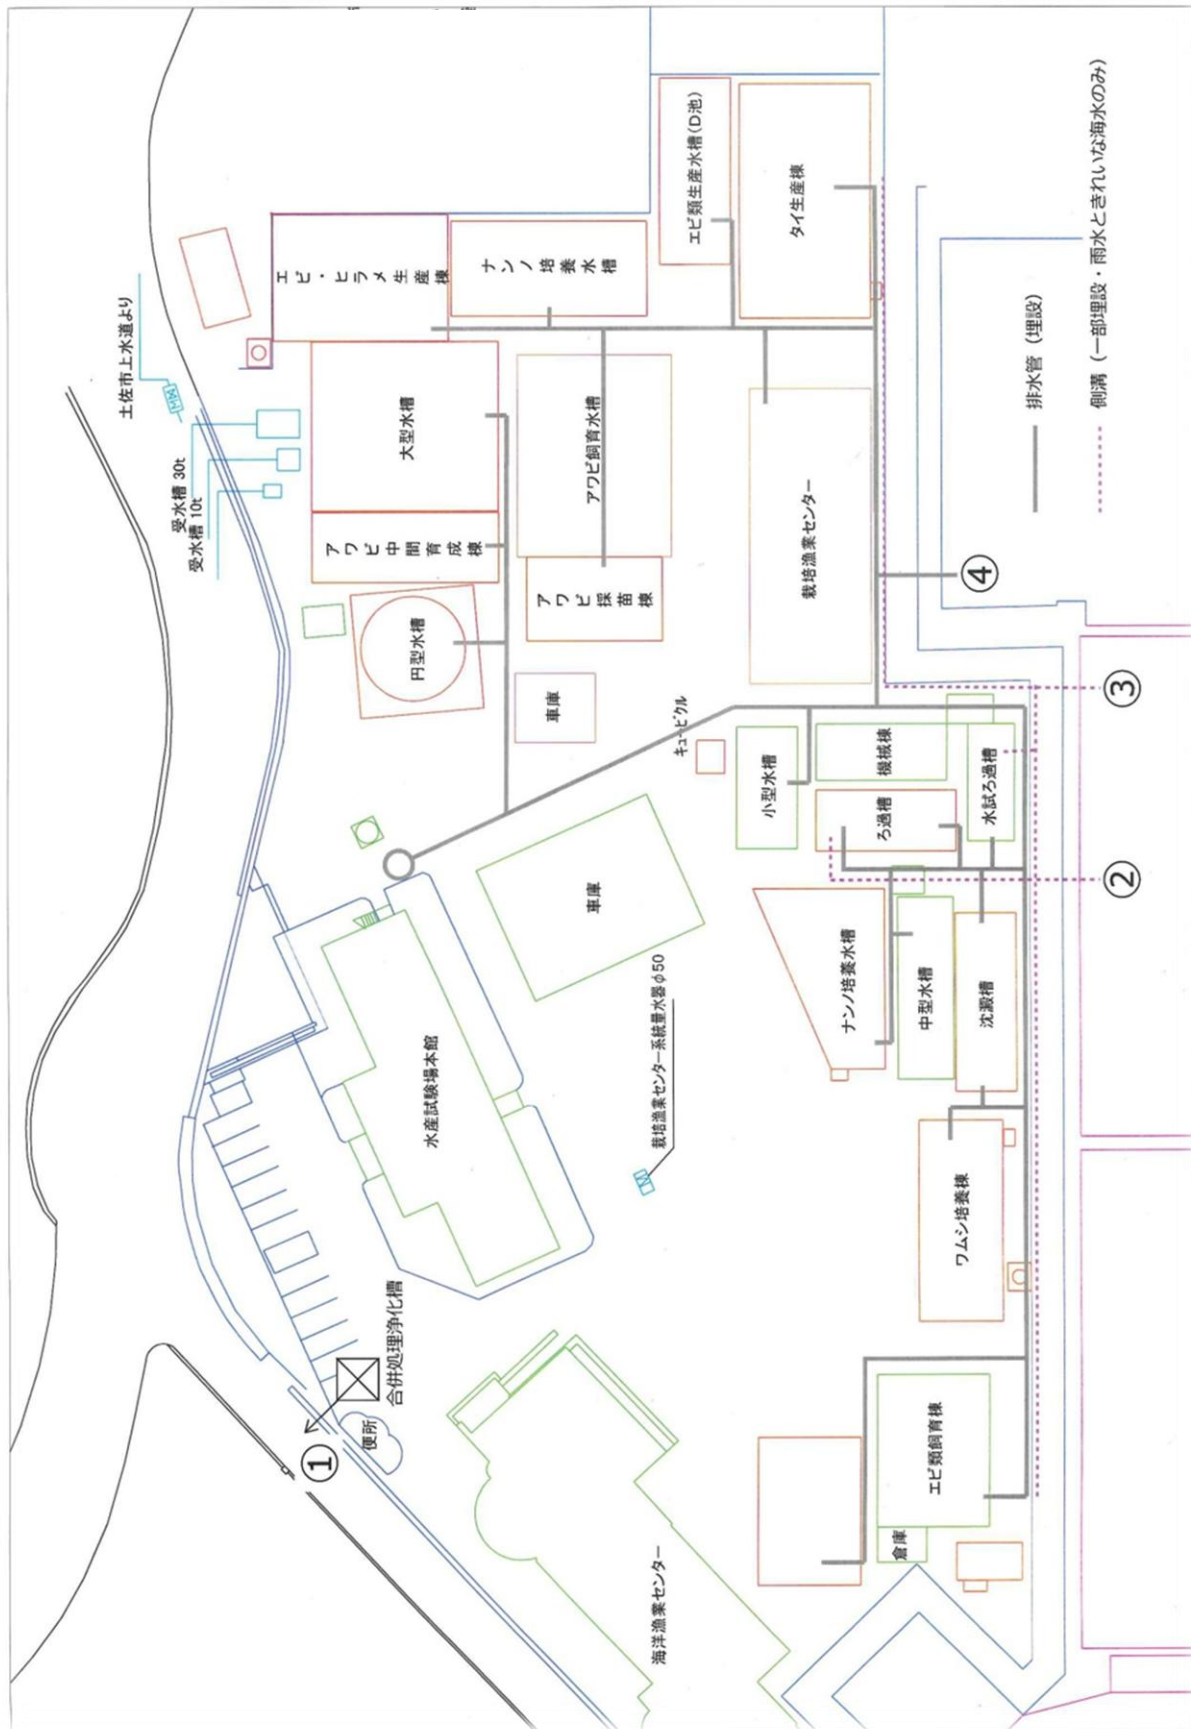 土佐市上水道より
受水槽 30t
受水槽 10t
エビ・ヒラメ生産棟
ナンノ培養水槽
エビ類生産水槽(D池)
タイ生産棟
大型水槽
アワビ飼育水槽
栽培漁業センター
アワビ中間育成棟
アワビ採苗棟
円型水槽
車庫
キュービクル
小型水槽
機械棟
ろ過槽
水試ろ過槽
車庫
ナンノ培養水槽
中型水槽
沈澱槽
水産試験場本館
栽培漁業センター系統量水器φ50
ワムシ培養棟
合併処理浄化槽
便所
エビ類飼育棟
倉庫
海洋漁業センター
①
②
③
④
排水管 (埋設)
側溝 (一部埋設・雨水ときれいな海水のみ)